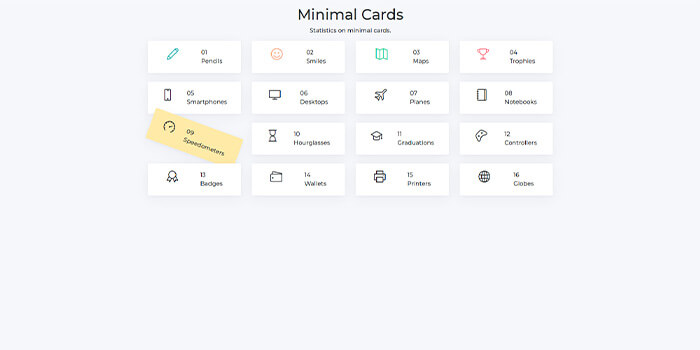 Minimal Cards
Statistics on minimal cards.
01
Pencils
02
Smiles
03
Maps
04
Trophies
05
Smartphones
06
Desktops
07
Planes
08
Notebooks
09
Speedometers
10
Hourglasses
11
Graduations
12
Controllers
13
Badges
14
Wallets
15
Printers
16
Globes